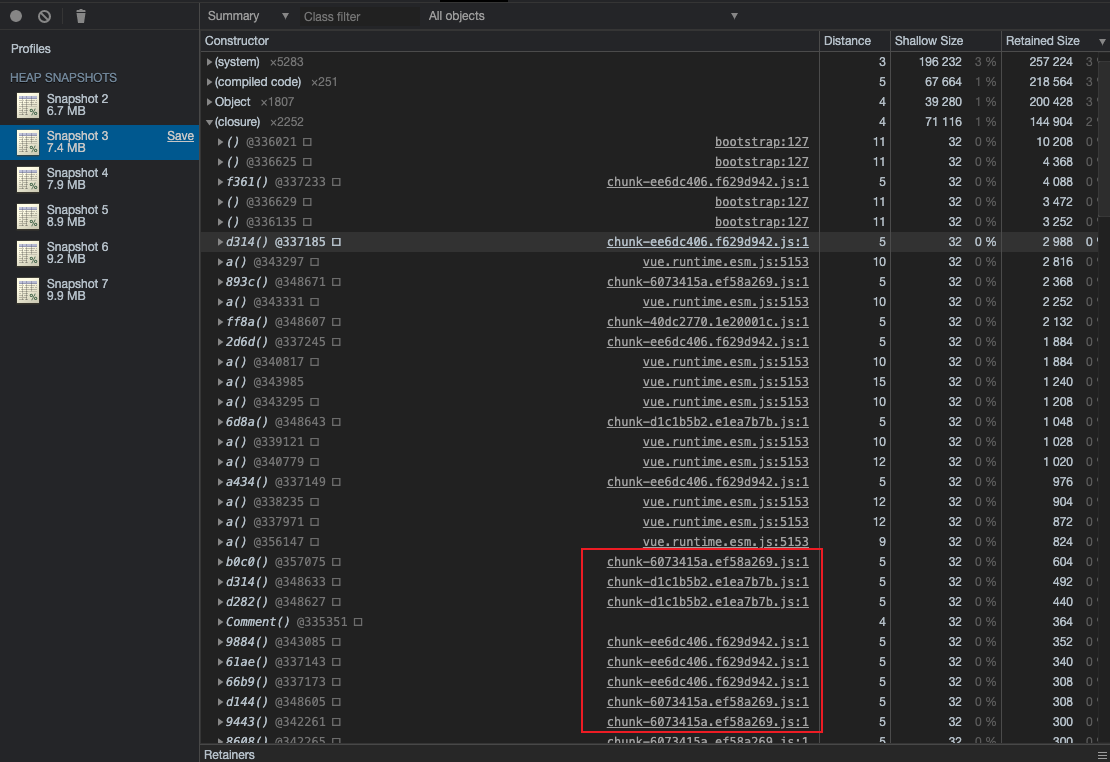 Summary ▼ Class filter All objects ▼
Profiles
HEAP SNAPSHOTS
Snapshot 2
6.7 MB
Snapshot 3 Save
7.4 MB
Snapshot 4
7.9 MB
Snapshot 5
8.9 MB
Snapshot 6
9.2 MB
Snapshot 7
9.9 MB
Constructor Distance Shallow Size Retained Size ▼
(system) ×5283 3 196 232 3 % 257 224 3
(compiled code) ×251 5 67 664 1 % 218 564 3
Object ×1807 4 39 280 1 % 200 428 3
(closure) ×2252 4 71 116 1 % 144 904 2
() @336021 bootstrap:127 11 32 0 % 10 208 0
() @336625 bootstrap:127 11 32 0 % 4 368 0
f361() @337233 chunk-ee6dc406.f629d942.js:1 5 32 0 % 4 088 0
() @336629 bootstrap:127 11 32 0 % 3 472 0
() @336135 bootstrap:127 11 32 0 % 3 252 0
d314() @337185 chunk-ee6dc406.f629d942.js:1 5 32 0 % 2 988 0
a() @343297 vue.runtime.esm.js:5153 10 32 0 % 2 816 0
893c() @348671 chunk-6073415a.ef58a269.js:1 5 32 0 % 2 368 0
a() @343331 vue.runtime.esm.js:5153 10 32 0 % 2 252 0
ff8a() @348607 chunk-40dc2770.1e20001c.js:1 5 32 0 % 2 132 0
2d6d() @337245 chunk-ee6dc406.f629d942.js:1 5 32 0 % 1 884 0
a() @340817 vue.runtime.esm.js:5153 10 32 0 % 1 884 0
a() @343985 vue.runtime.esm.js:5153 15 32 0 % 1 240 0
a() @343295 vue.runtime.esm.js:5153 10 32 0 % 1 208 0
6d8a() @348643 chunk-d1c1b5b2.e1ea7b7b.js:1 5 32 0 % 1 048 0
a() @339121 vue.runtime.esm.js:5153 10 32 0 % 1 028 0
a() @340779 vue.runtime.esm.js:5153 12 32 0 % 1 020 0
a434() @337149 chunk-ee6dc406.f629d942.js:1 5 32 0 % 976 0
a() @338235 vue.runtime.esm.js:5153 12 32 0 % 904 0
a() @337971 vue.runtime.esm.js:5153 12 32 0 % 872 0
a() @356147 vue.runtime.esm.js:5153 9 32 0 % 824 0
b0c0() @357075 chunk-6073415a.ef58a269.js:1 5 32 0 % 604 0
d314() @348633 chunk-d1c1b5b2.e1ea7b7b.js:1 5 32 0 % 492 0
d282() @348627 chunk-d1c1b5b2.e1ea7b7b.js:1 5 32 0 % 440 0
Comment() @335351 4 32 0 % 364 0
9884() @343085 chunk-ee6dc406.f629d942.js:1 5 32 0 % 352 0
61ae() @337143 chunk-ee6dc406.f629d942.js:1 5 32 0 % 340 0
66b9() @337173 chunk-ee6dc406.f629d942.js:1 5 32 0 % 308 0
d144() @348605 chunk-6073415a.ef58a269.js:1 5 32 0 % 308 0
9443() @342261 chunk-6073415a.ef58a269.js:1 5 32 0 % 300 0
8608() @342265 chunk-6073415a.ef58a269.js:1 5 32 0 % 300 0
Retainers